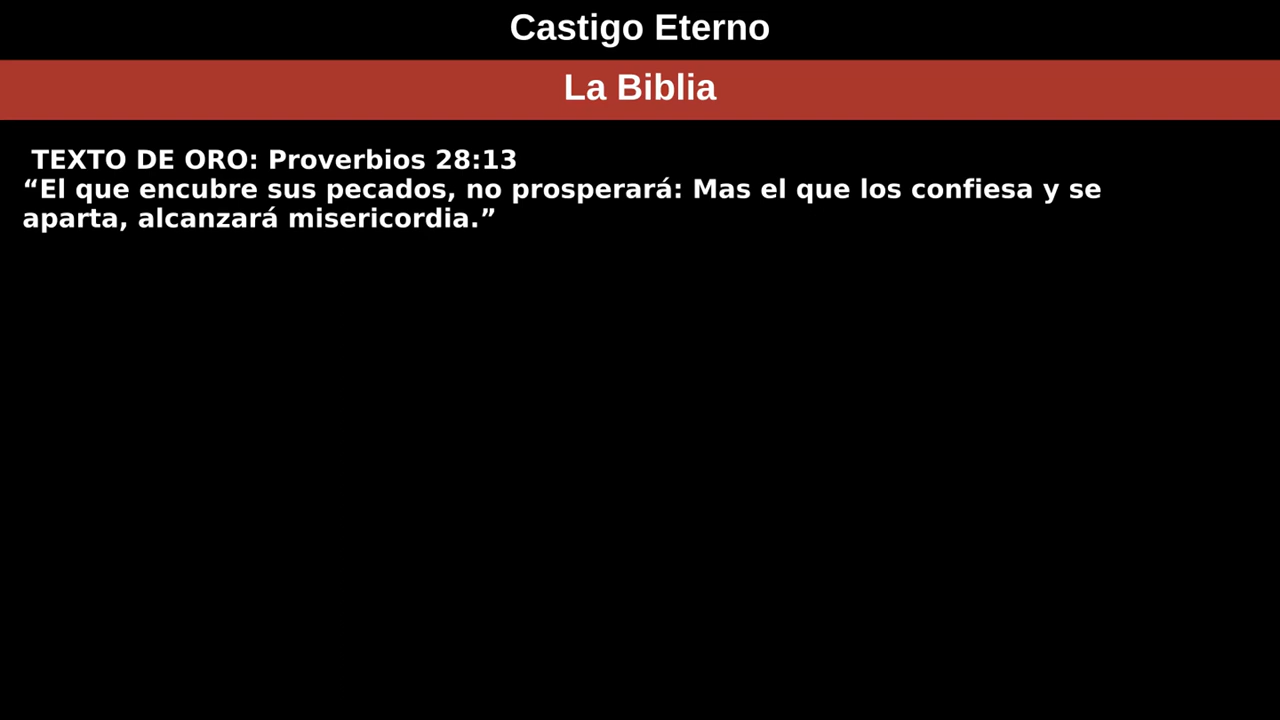 Castigo Eterno
La Biblia
TEXTO DE ORO: Proverbios 28:13
“El que encubre sus pecados, no prosperará: Mas el que los confiesa y se
aparta, alcanzará misericordia.”